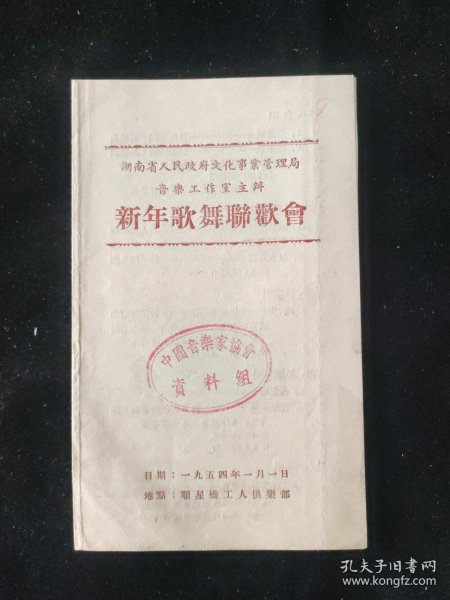 湖南省人民政府文化事業管理局
音樂工作室主辦
新年歌舞聯歡會
中國音樂家協會
資料組
日期：一九五四年一月一日
地點：順星橋工人俱樂部
孔夫子旧书网
www.kongfz.com